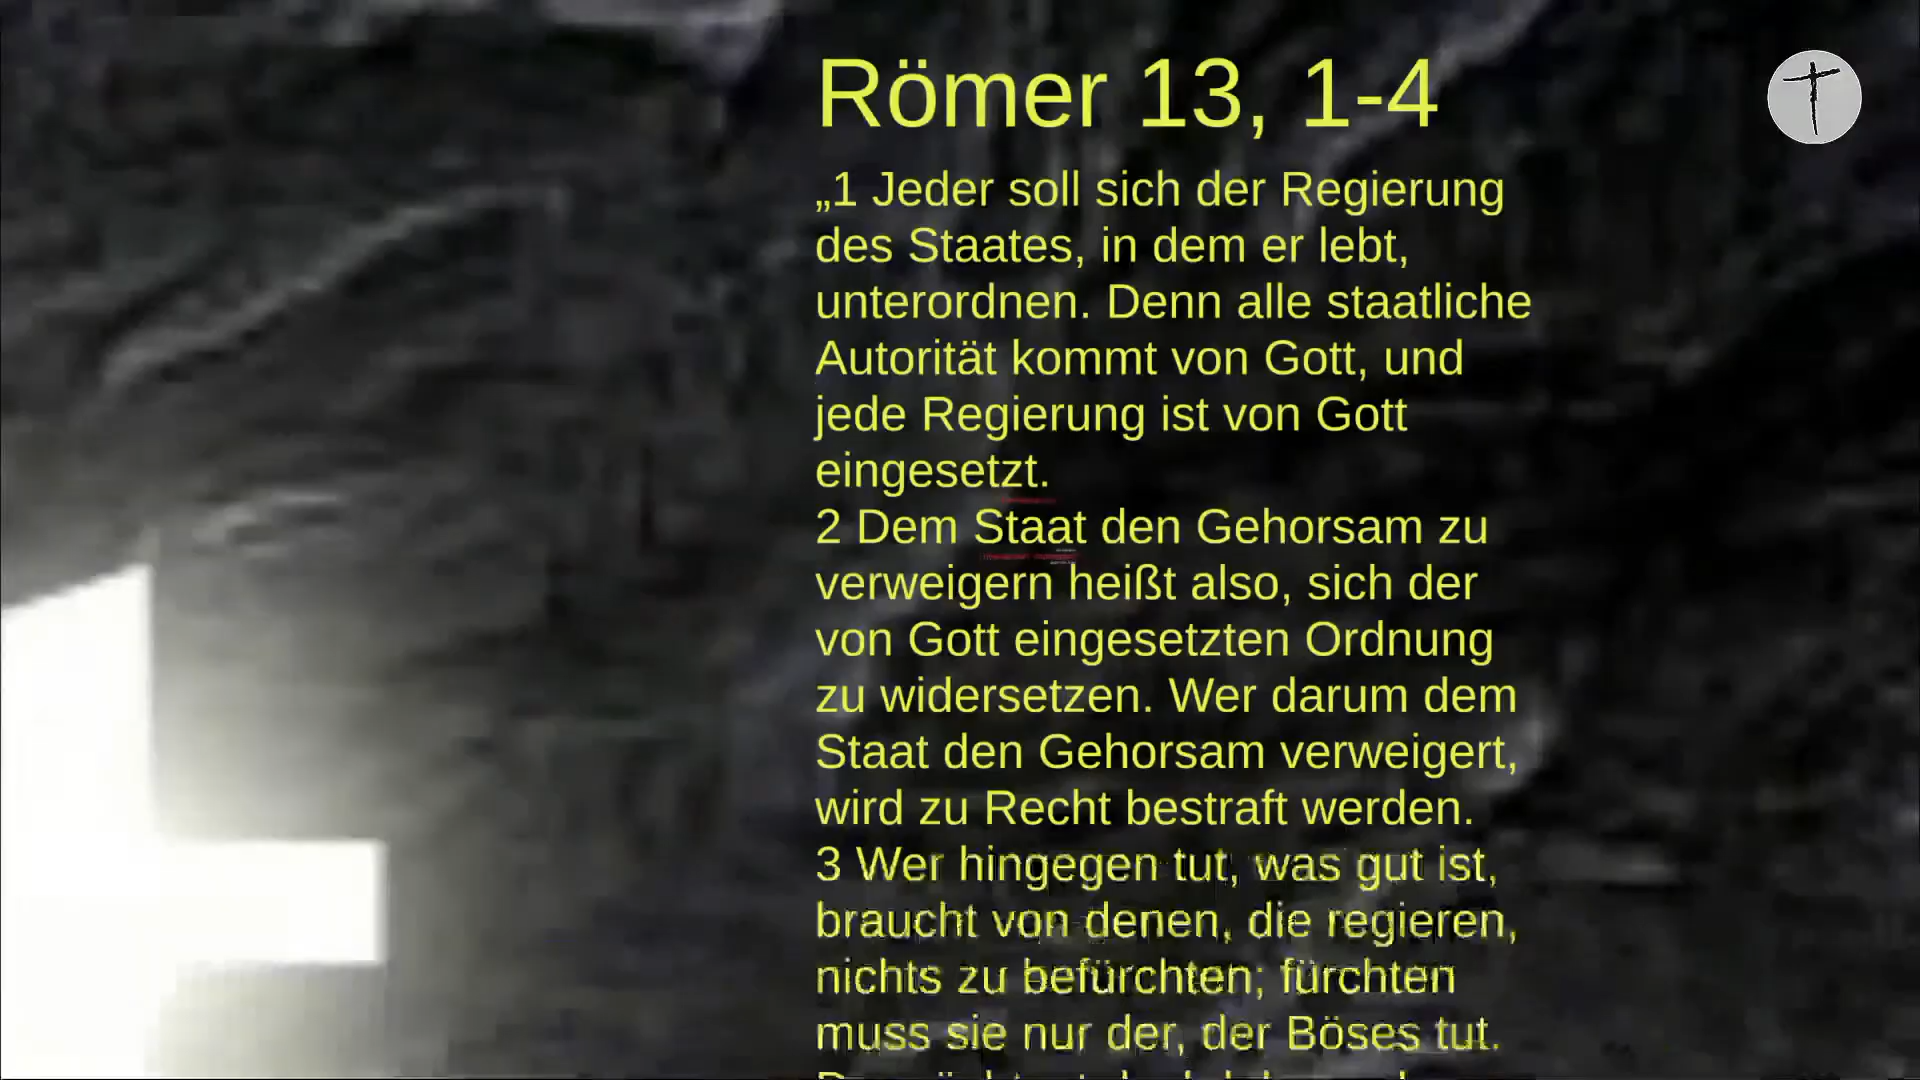 Römer 13, 1-4
„1 Jeder soll sich der Regierung
des Staates, in dem er lebt,
unterordnen. Denn alle staatliche
Autorität kommt von Gott, und
jede Regierung ist von Gott
eingesetzt.
2 Dem Staat den Gehorsam zu
verweigern heißt also, sich der
von Gott eingesetzten Ordnung
zu widersetzen. Wer darum dem
Staat den Gehorsam verweigert,
wird zu Recht bestraft werden.
3 Wer hingegen tut, was gut ist,
braucht von denen, die regieren,
nichts zu befürchten; fürchten
muss sie nur der, der Böses tut.